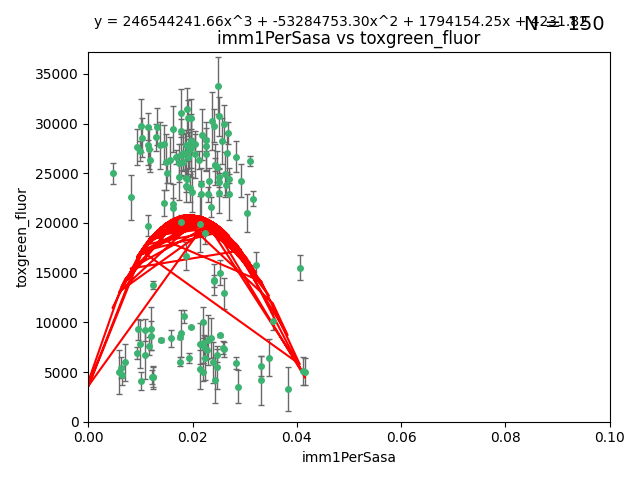 y = 246544241.66x^3 + -53284753.30x^2 + 1794154.25x +
N = 150
imm1PerSasa vs toxgreen_fluor
35000
30000
25000
20000
15000
10000
5000
0
toxgreen_fluor
0.00 0.02 0.04 0.06 0.08 0.10
imm1PerSasa